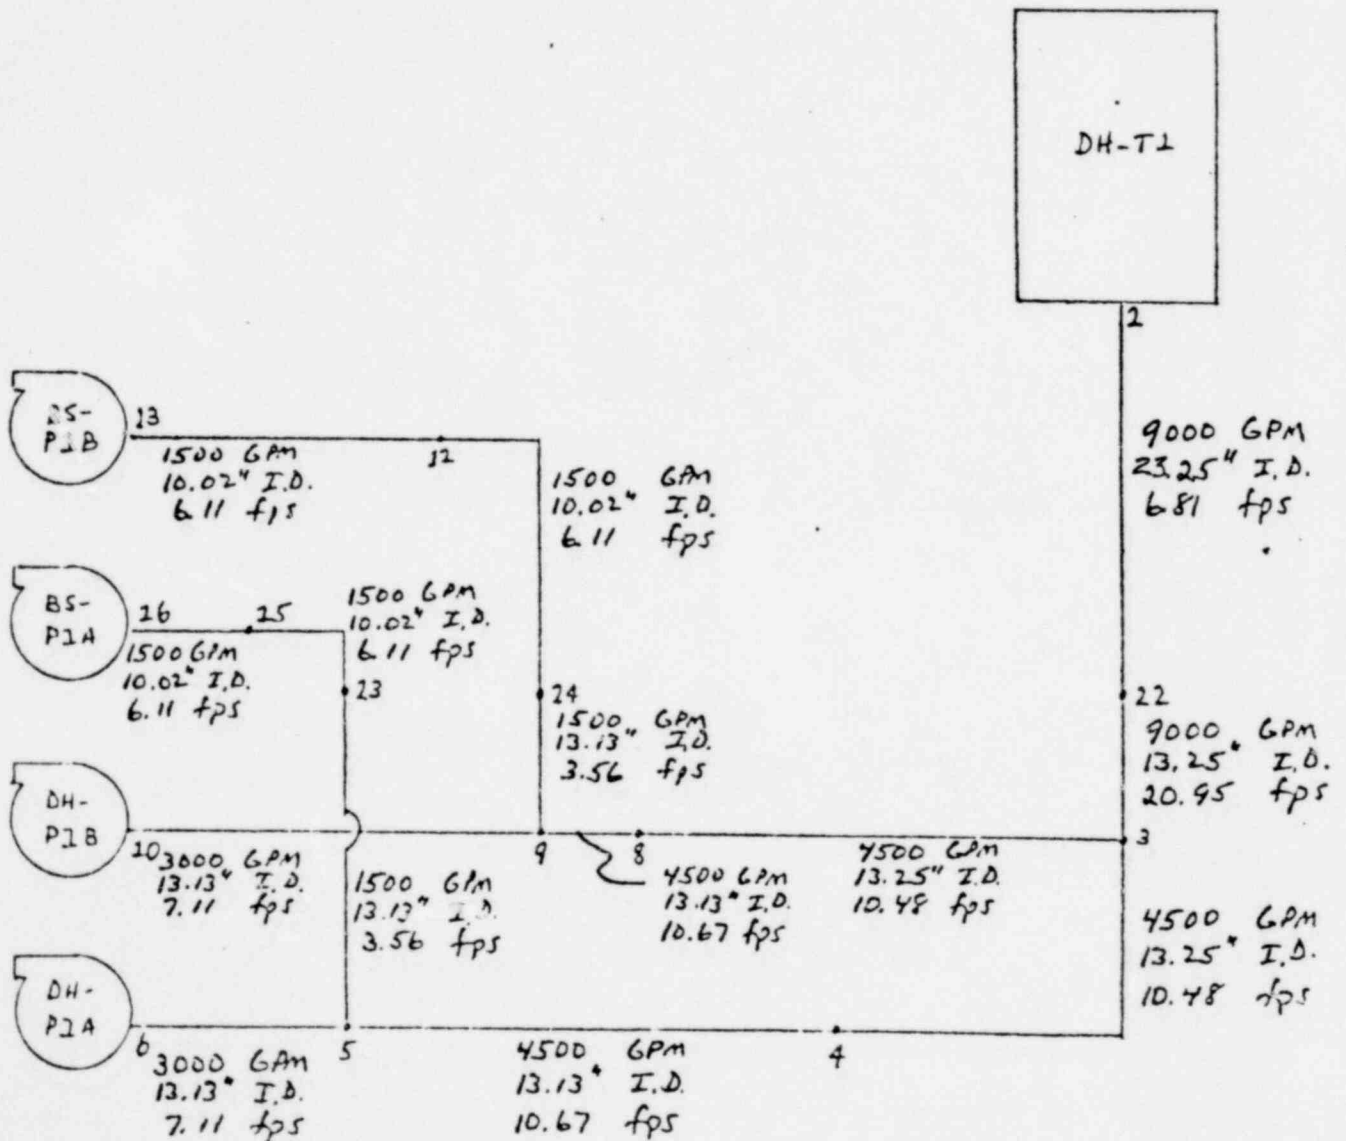 DH-T1
2
9000 GPM
23.25" I.D.
6.81 fps
BS-
P1B
13
1500 GPM
10.02" I.D.
6.11 fps
12
1500 GPM
10.02" I.D.
6.11 fps
BS-
P1A
26
25
1500 GPM
10.02" I.D.
6.11 fps
1500 GPM
10.02" I.D.
6.11 fps
23
24
1500 GPM
13.13" I.D.
3.56 fps
22
9000 GPM
13.25" I.D.
20.95 fps
DH-
P1B
10
3000 GPM
13.13" I.D.
7.11 fps
1500 GPM
13.13" I.D.
3.56 fps
9
8
4500 GPM
13.13" I.D.
10.67 fps
4500 GPM
13.25" I.D.
10.48 fps
3
4500 GPM
13.25" I.D.
10.48 fps
DH-
P1A
6
3000 GPM
13.13" I.D.
7.11 fps
5
4500 GPM
13.13" I.D.
10.67 fps
4